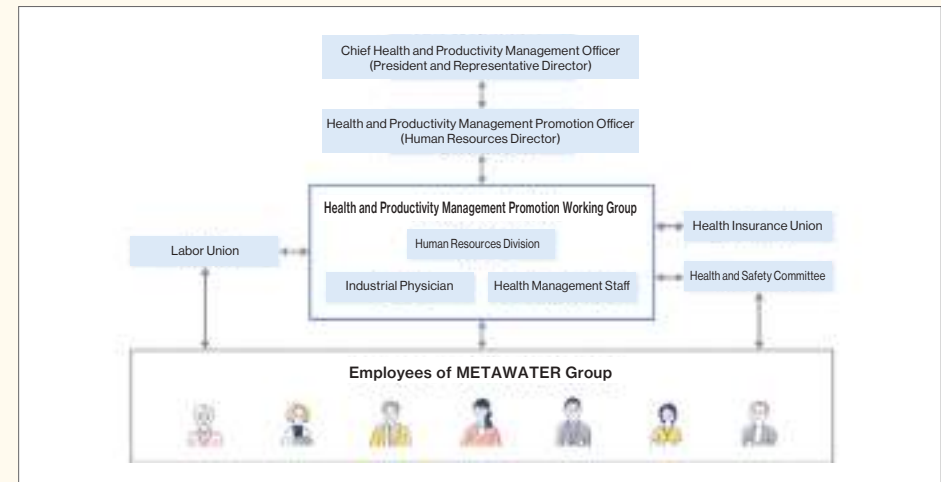 Chief Health and Productivity Management Officer
(President and Representative Director)
Health and Productivity Management Promotion Officer
(Human Resources Director)
Health and Productivity Management Promotion Working Group
Human Resources Division
Industrial Physician
Health Management Staff
Labor Union
Health Insurance Union
Health and Safety Committee
Employees of METAWATER Group